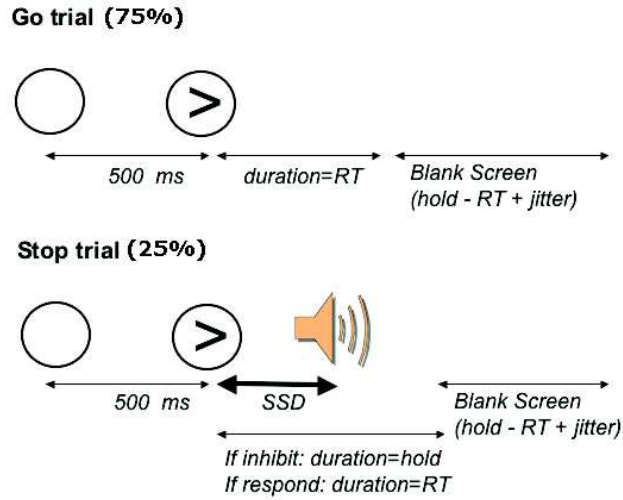 Go trial (75%)
>
500 ms
duration=RT
Blank Screen
(hold - RT + jitter)
Stop trial (25%)
>
500 ms
SSD
Blank Screen
(hold - RT + jitter)
If inhibit: duration=hold
If respond: duration=RT